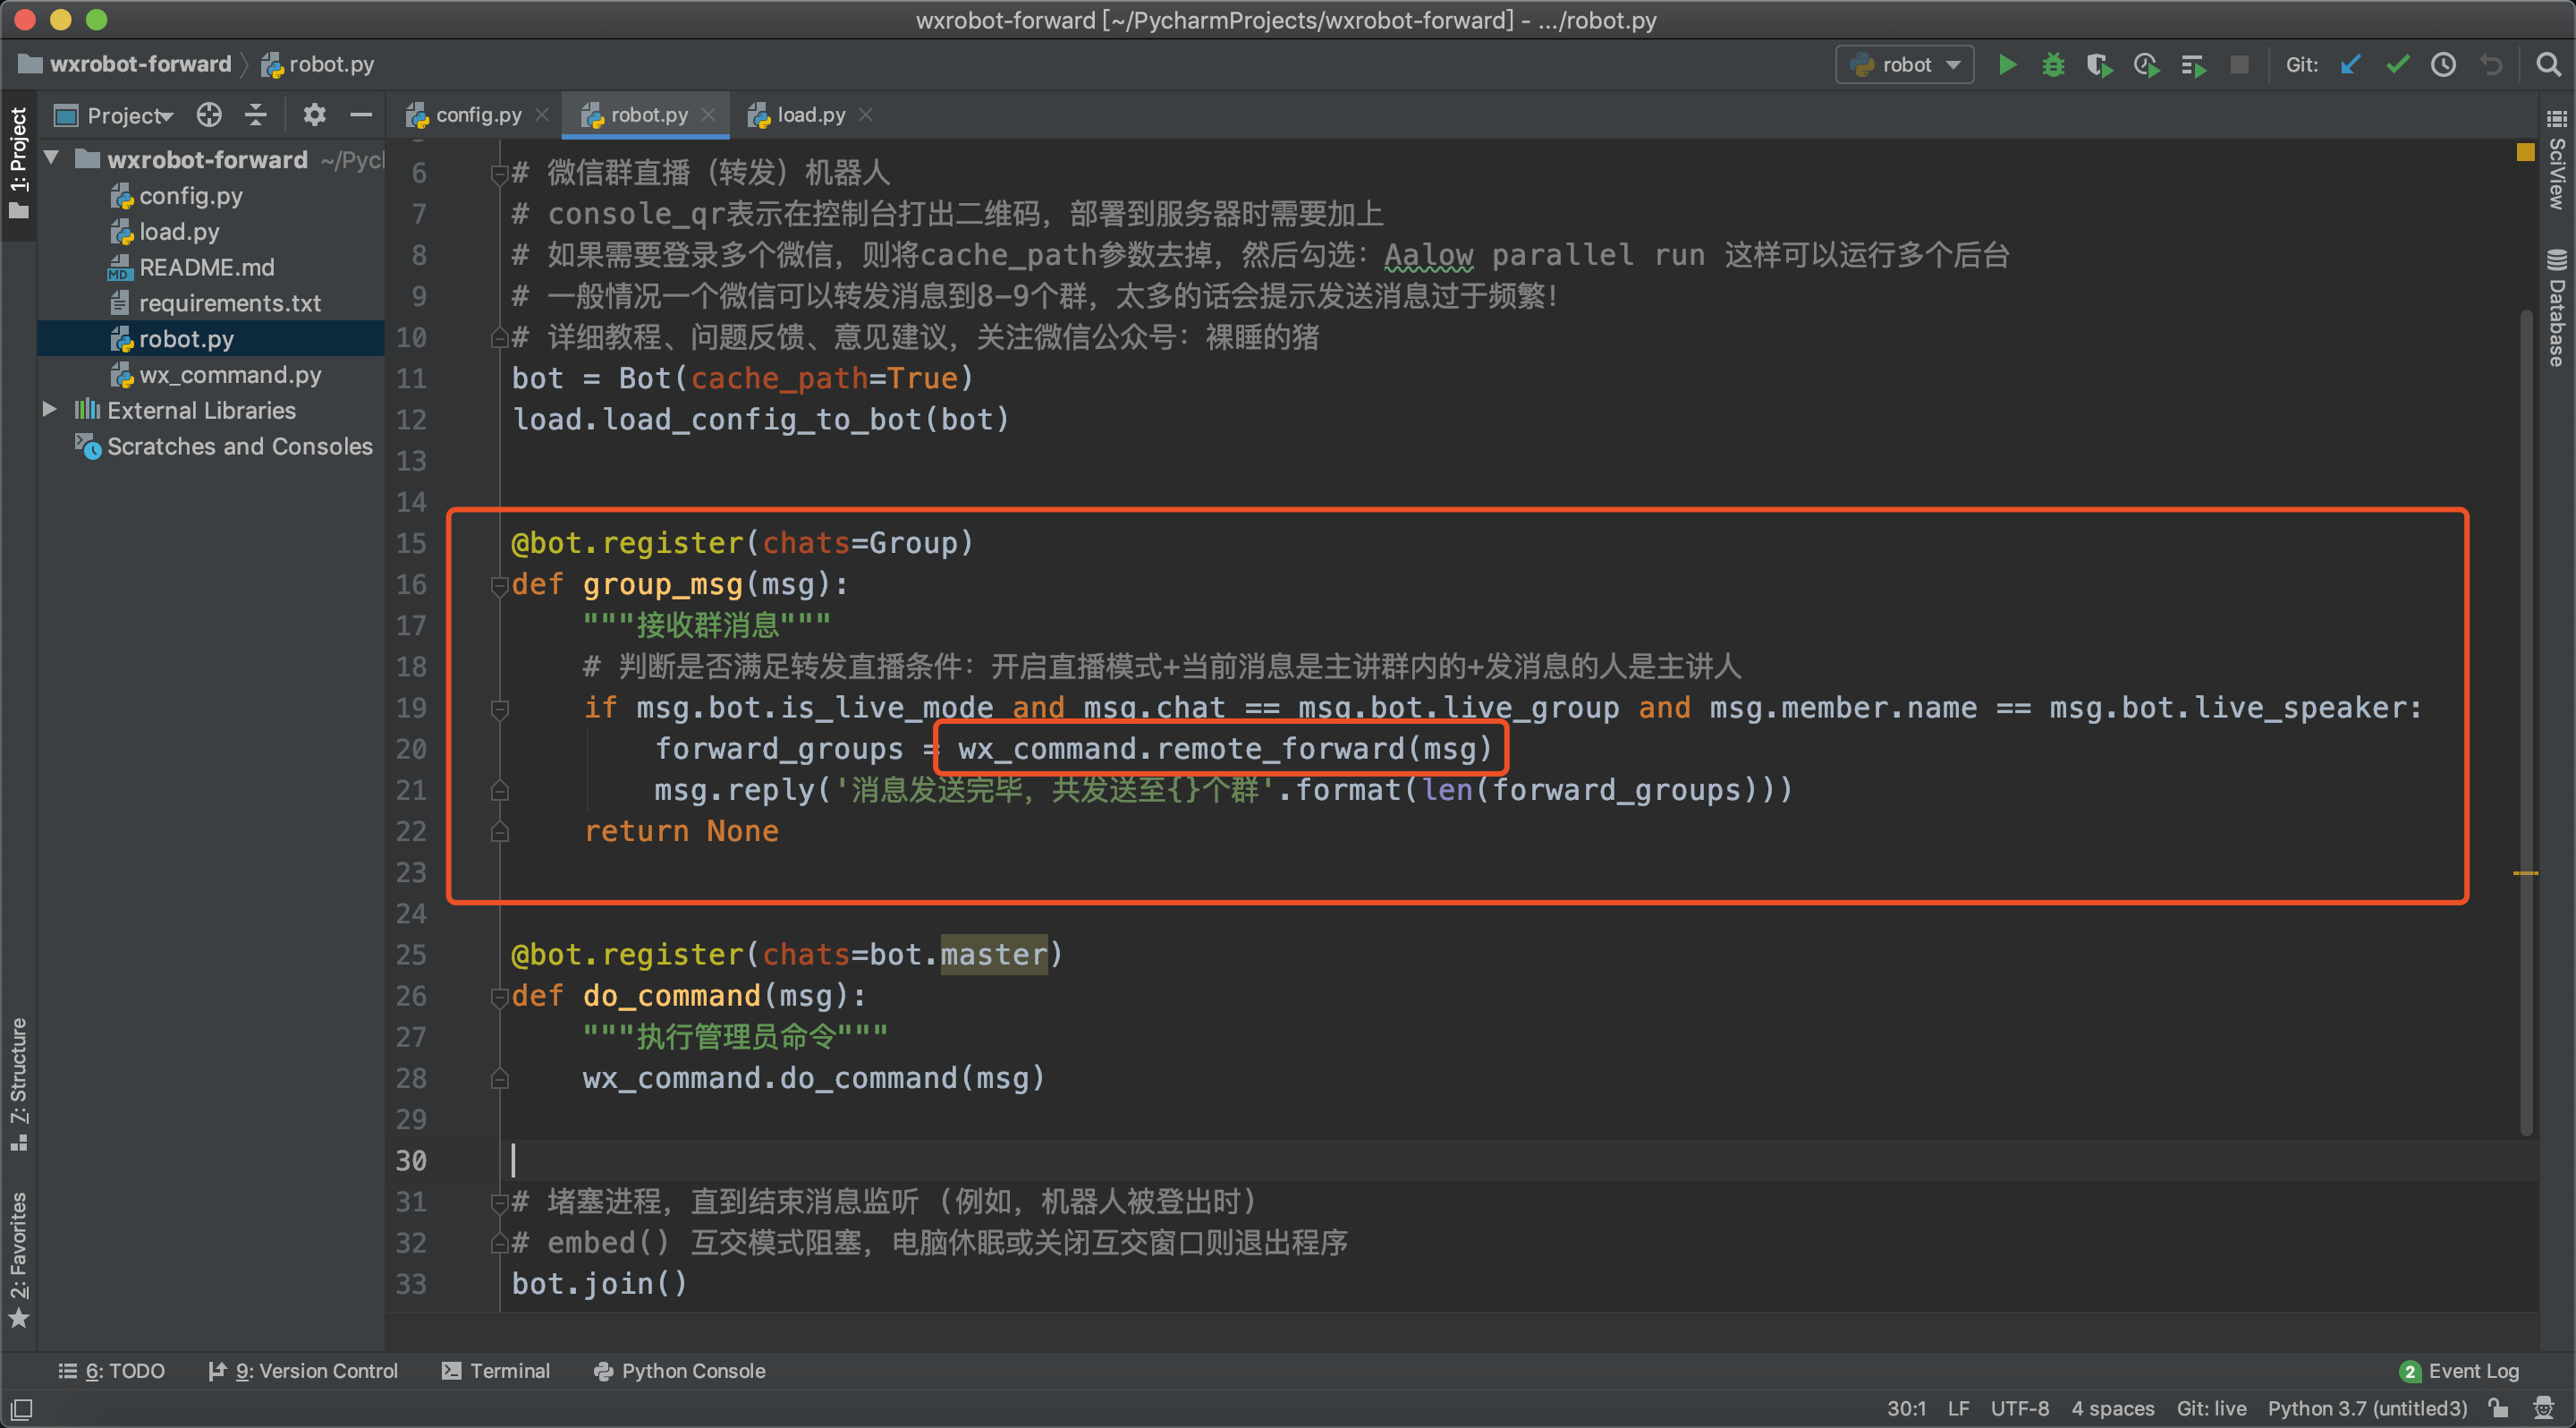 wxrobot-forward [~/PycharmProjects/wxrobot-forward] - .../robot.py
wxrobot-forward robot.py
robot
Git:
1: Project
Project
config.py
robot.py
load.py
wxrobot-forward ~/Pycl
config.py
load.py
README.md
requirements.txt
robot.py
wx_command.py
External Libraries
Scratches and Consoles
6 # 微信群直播（转发）机器人
7 # console_qr表示在控制台打出二维码，部署到服务器时需要加上
8 # 如果需要登录多个微信，则将cache_path参数去掉，然后勾选：Aalow parallel run 这样可以运行多个后台
9 # 一般情况一个微信可以转发消息到8-9个群，太多的话会提示发送消息过于频繁！
10 # 详细教程、问题反馈、意见建议，关注微信公众号：裸睡的猪
11 bot = Bot(cache_path=True)
12 load.load_config_to_bot(bot)
13
14
15 @bot.register(chats=Group)
16 def group_msg(msg):
17 """接收群消息"""
18 # 判断是否满足转发直播条件：开启直播模式+当前消息是主讲群内的+发消息的人是主讲人
19 if msg.bot.is_live_mode and msg.chat == msg.bot.live_group and msg.member.name == msg.bot.live_speaker:
20 forward_groups = wx_command.remote_forward(msg)
21 msg.reply('消息发送完毕，共发送至{}个群'.format(len(forward_groups)))
22 return None
23
24
25 @bot.register(chats=bot.master)
26 def do_command(msg):
27 """执行管理员命令"""
28 wx_command.do_command(msg)
29
30
31 # 堵塞进程，直到结束消息监听 (例如，机器人被登出时)
32 # embed() 互交模式阻塞，电脑休眠或关闭互交窗口则退出程序
33 bot.join()
SciView
Database
7: Structure
2: Favorites
6: TODO
9: Version Control
Terminal
Python Console
2 Event Log
30:1 LF UTF-8 4 spaces Git: live Python 3.7 (untitled3)